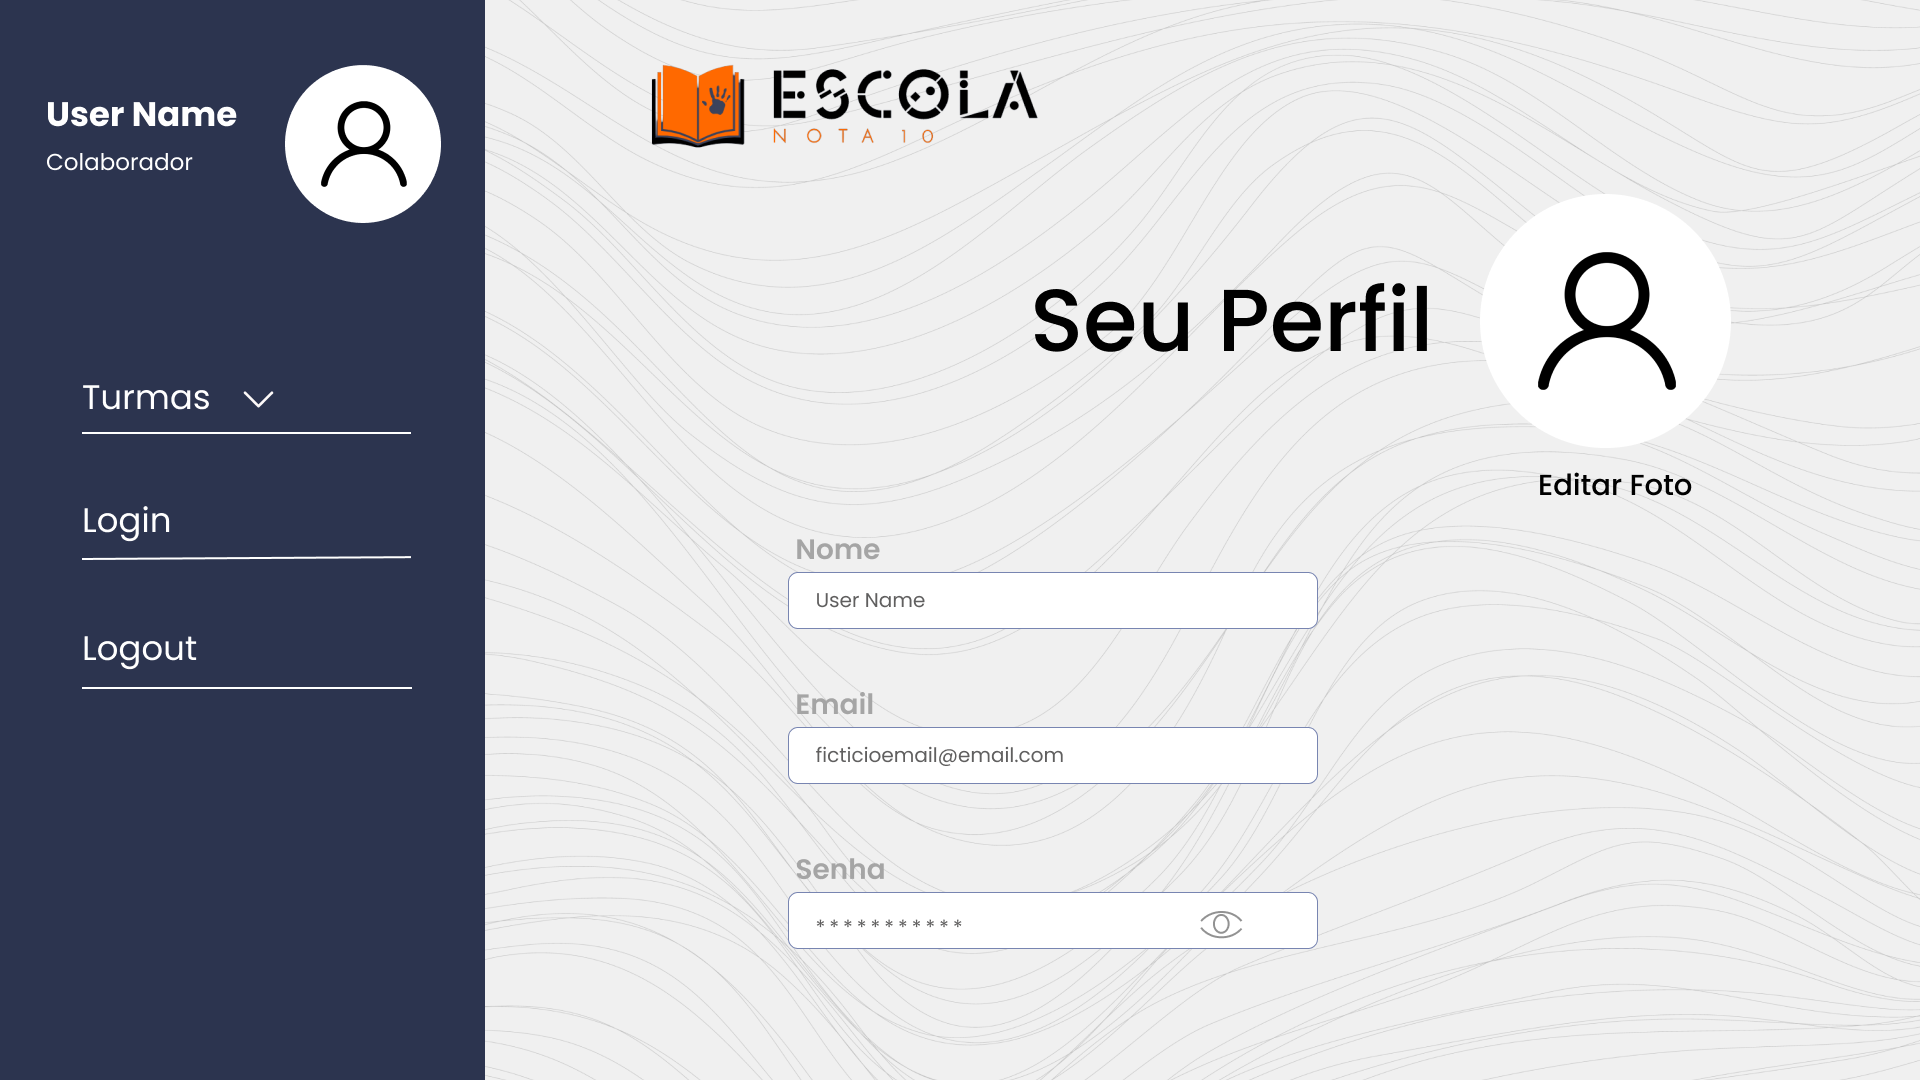 User Name
Colaborador
Turmas
Login
Logout
ESCOLA
NOTA 10
Seu Perfil
Editar Foto
Nome
User Name
Email
ficticioemail@email.com
Senha
***********